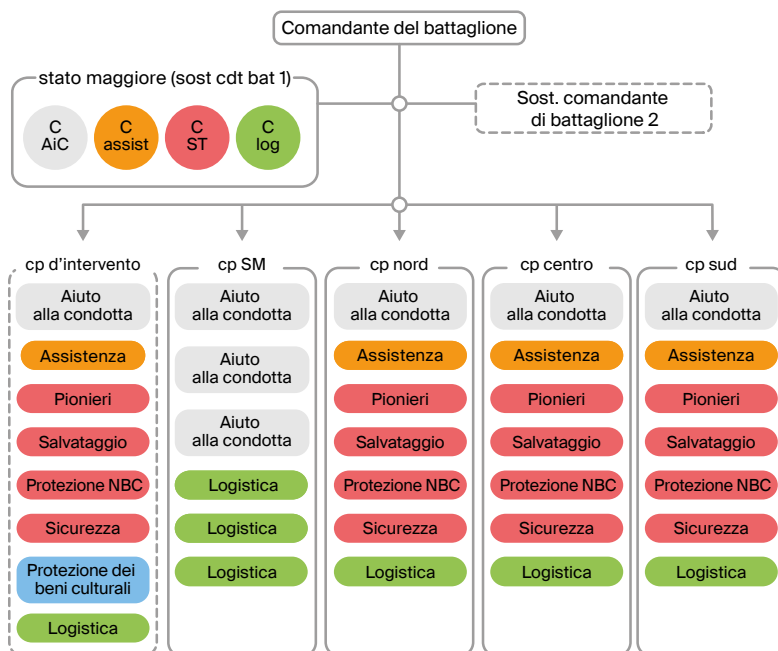 Comandante del battaglione
stato maggiore (sost cdt bat 1)
C
AiC
C
assist
C
ST
C
log
Sost. comandante
di battaglione 2
cp d'intervento
Aiuto
alla condotta
Assistenza
Pionieri
Salvataggio
Protezione NBC
Sicurezza
Protezione dei
beni culturali
Logistica
cp SM
Aiuto
alla condotta
Aiuto
alla condotta
Aiuto
alla condotta
Logistica
Logistica
Logistica
cp nord
Aiuto
alla condotta
Assistenza
Pionieri
Salvataggio
Protezione NBC
Sicurezza
Logistica
cp centro
Aiuto
alla condotta
Assistenza
Pionieri
Salvataggio
Protezione NBC
Sicurezza
Logistica
cp sud
Aiuto
alla condotta
Assistenza
Pionieri
Salvataggio
Protezione NBC
Sicurezza
Logistica